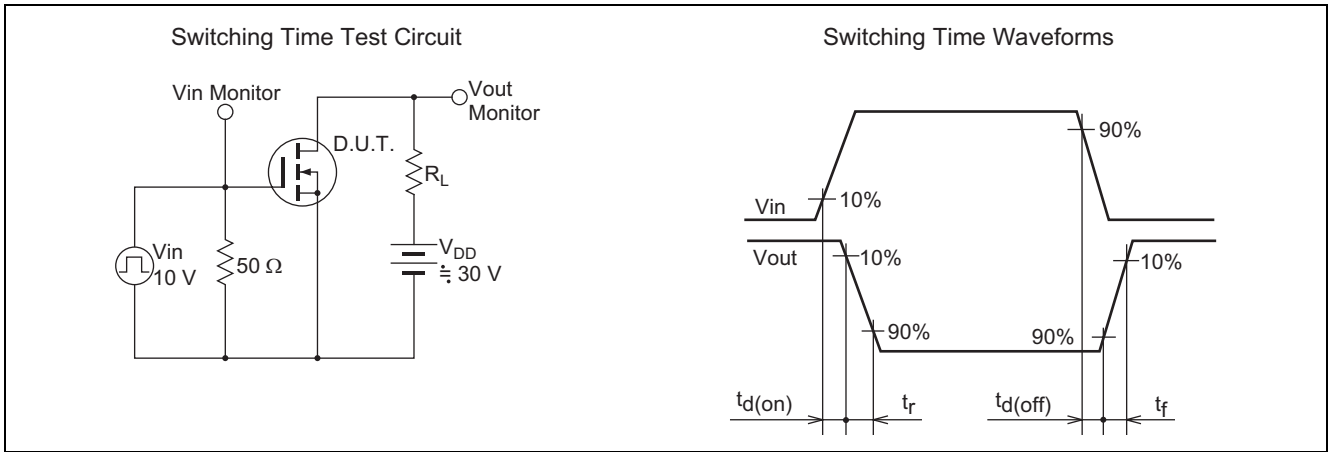 Switching Time Test Circuit
Vin Monitor
Vout
Monitor
D.U.T.
RL
Vin
10 V
50 Ω
VDD
≒ 30 V
Switching Time Waveforms
90%
Vin
10%
Vout
10%
10%
90%
90%
td(on)
tr
td(off)
tf